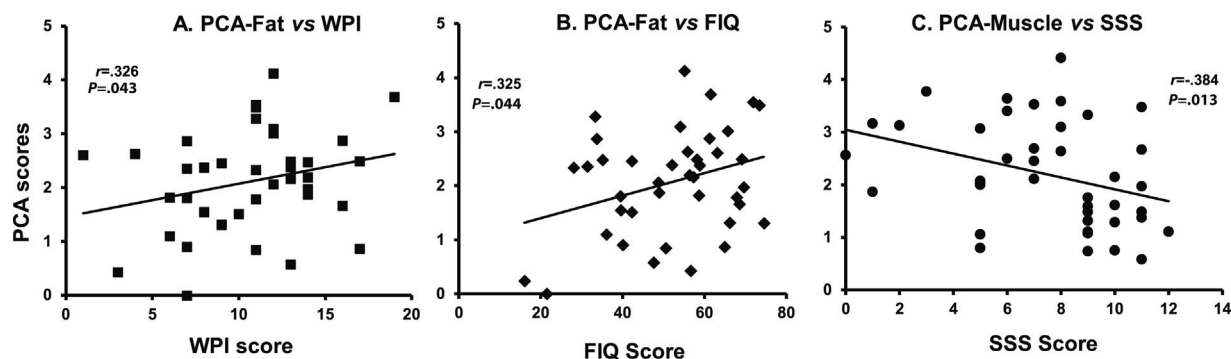 A. PCA-Fat vs WPI
r=.326
P=.043
PCA scores
5
4
3
2
1
0
0 5 10 15 20
WPI score
B. PCA-Fat vs FIQ
r=.325
P=.044
5
4
3
2
1
0
0 20 40 60 80
FIQ Score
C. PCA-Muscle vs SSS
r=-.384
P=.013
5
4
3
2
1
0
0 2 4 6 8 10 12 14
SSS Score